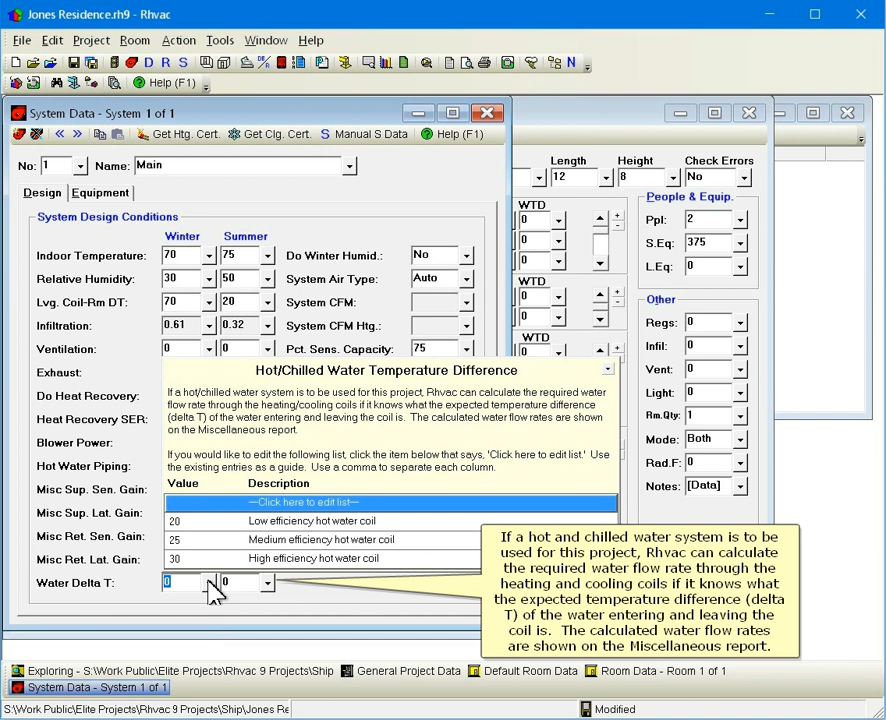 Jones Residence.rh9 - Rhvac
File Edit Project Room Action Tools Window Help
D R S N
Help (F1)
System Data - System 1 of 1
Get Htg. Cert. Get Clg. Cert. S Manual S Data Help (F1)
No: 1 Name: Main
Design Equipment
System Design Conditions
Winter Summer
Indoor Temperature: 70 75 Do Winter Humid.: No
Relative Humidity: 30 50 System Air Type: Auto
Lvg. Coil-Rm DT: 70 20 System CFM:
Infiltration: 0.61 0.32 System CFM Htg.:
Ventilation: 0 0 Pct. Sens. Capacity: 75
Exhaust:
Do Heat Recovery:
Heat Recovery SER:
Blower Power:
Hot Water Piping:
Misc Sup. Sen. Gain:
Misc Sup. Lat. Gain:
Misc Ret. Sen. Gain:
Misc Ret. Lat. Gain:
Water Delta T: 0 0
Hot/Chilled Water Temperature Difference
If a hot/chilled water system is to be used for this project, Rhvac can calculate the required water
flow rate through the heating/cooling coils if it knows what the expected temperature difference
(delta T) of the water entering and leaving the coil is. The calculated water flow rates are shown
on the Miscellaneous report.
If you would like to edit the following list, click the item below that says, 'Click here to edit list.' Use
the existing entries as a guide. Use a comma to separate each column.
Value Description
---Click here to edit list---
20 Low efficiency hot water coil
25 Medium efficiency hot water coil
30 High efficiency hot water coil
Length Height Check Errors
12 8 No
WTD
0
0
0
WTD
0
0
WTD
0
People & Equip.
Ppl: 2
S.Eq: 375
L.Eq: 0
Other
Regs: 0
Infil: 0
Vent: 0
Light: 0
Rm.Qty: 1
Mode: Both
Rad.F: 0
Notes: [Data]
If a hot and chilled water system is to be
used for this project, Rhvac can calculate
the required water flow rate through the
heating and cooling coils if it knows what
the expected temperature difference (delta
T) of the water entering and leaving the
coil is. The calculated water flow rates
are shown on the Miscellaneous report.
Exploring - S:\Work Public\Elite Projects\Rhvac 9 Projects\Ship General Project Data Default Room Data Room Data - Room 1 of 1
System Data - System 1 of 1
S:\Work Public\Elite Projects\Rhvac 9 Projects\Ship\Jones Re Modified